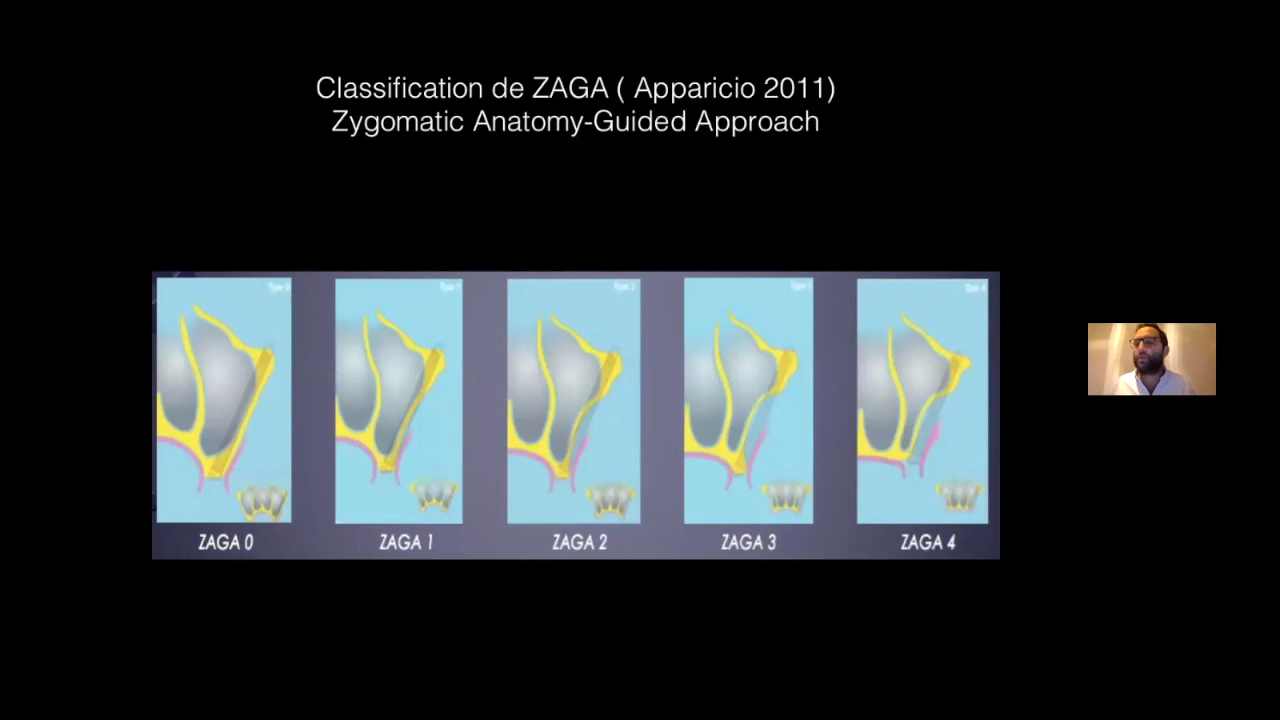 Classification de ZAGA ( Apparicio 2011)
Zygomatic Anatomy-Guided Approach
ZAGA 0
ZAGA 1
ZAGA 2
ZAGA 3
ZAGA 4